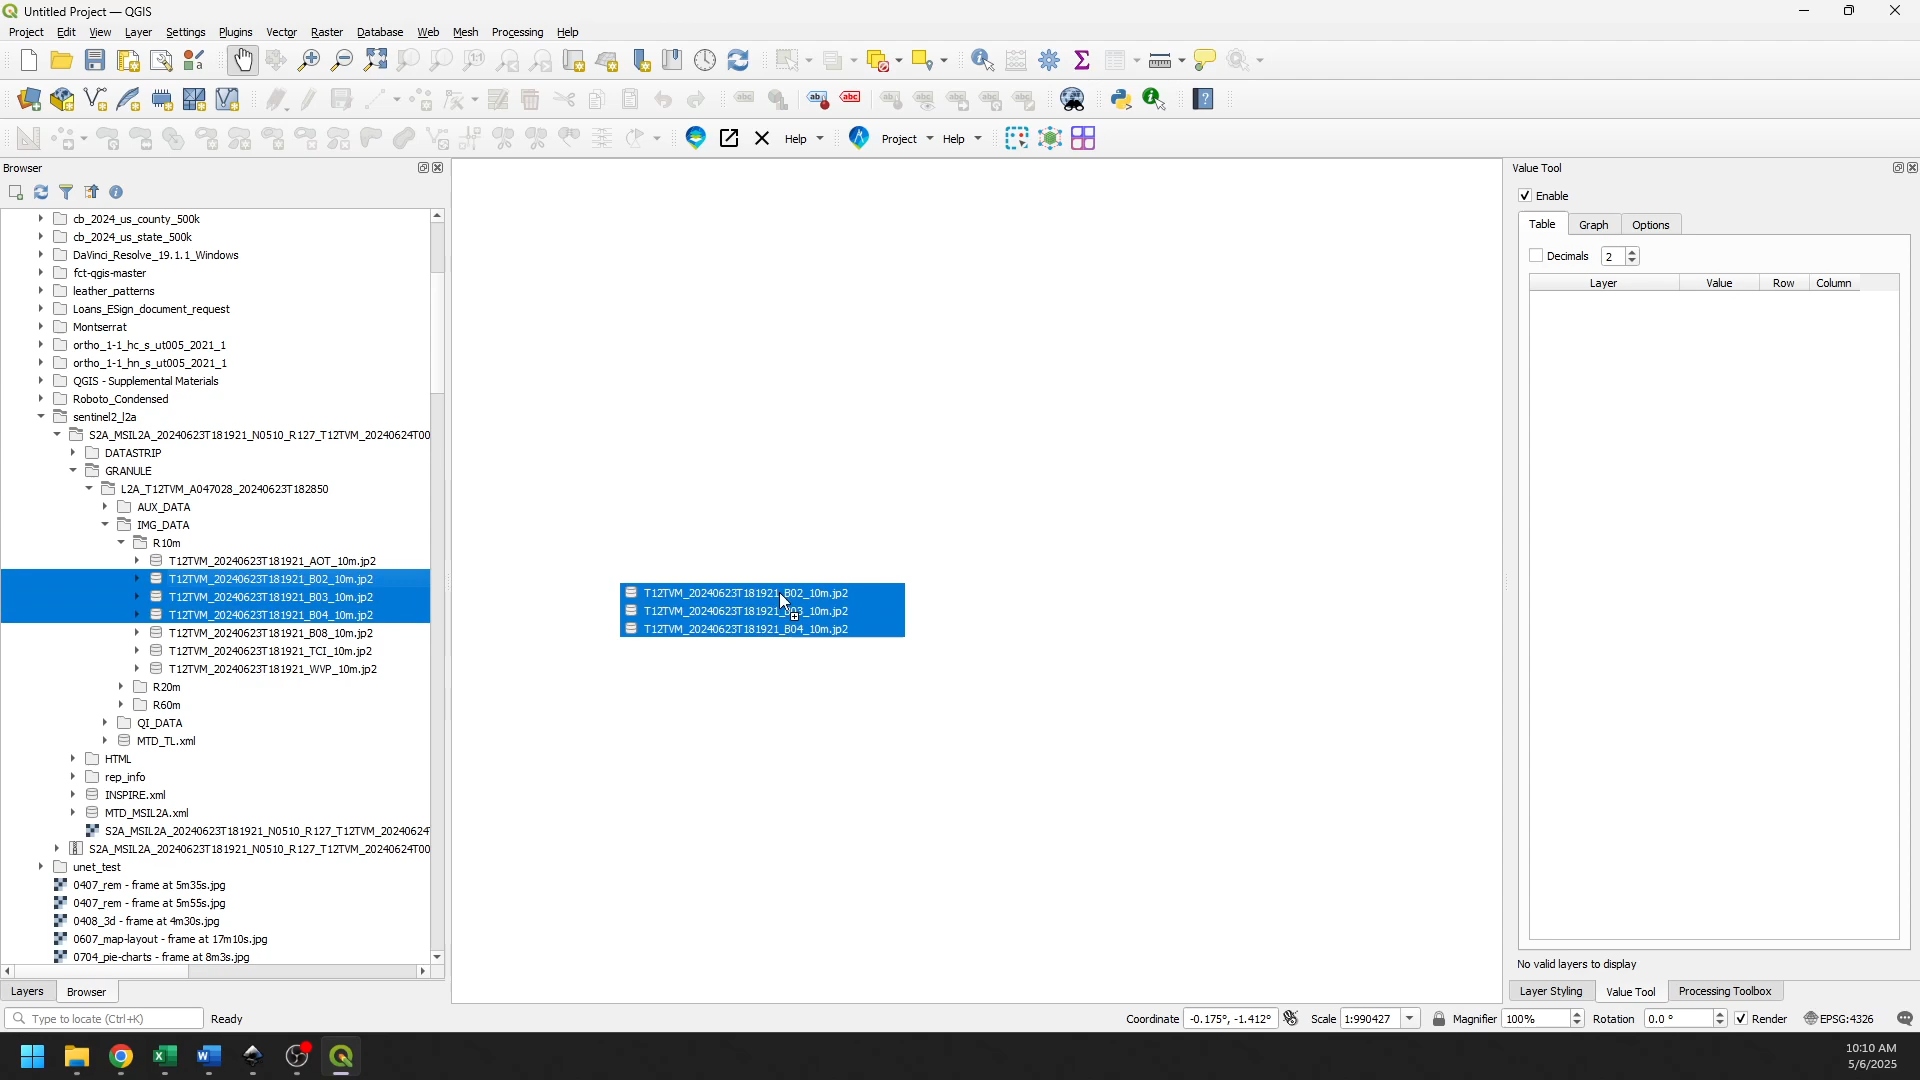 Untitled Project — QGIS
Project Edit View Layer Settings Plugins Vector Raster Database Web Mesh Processing Help
Help Project Help
Browser
cb_2024_us_county_500k
cb_2024_us_state_500k
DaVinci_Resolve_19.1.1_Windows
fct-qgis-master
leather_patterns
Loans_ESign_document_request
Montserrat
ortho_1-1_hc_s_ut005_2021_1
ortho_1-1_hn_s_ut005_2021_1
QGIS - Supplemental Materials
Roboto_Condensed
sentinel2_l2a
S2A_MSIL2A_20240623T181921_N0510_R127_T12TVM_20240624T00
DATASTRIP
GRANULE
L2A_T12TVM_A047028_20240623T182850
AUX_DATA
IMG_DATA
R10m
T12TVM_20240623T181921_AOT_10m.jp2
T12TVM_20240623T181921_B02_10m.jp2
T12TVM_20240623T181921_B03_10m.jp2
T12TVM_20240623T181921_B04_10m.jp2
T12TVM_20240623T181921_B08_10m.jp2
T12TVM_20240623T181921_TCI_10m.jp2
T12TVM_20240623T181921_WVP_10m.jp2
R20m
R60m
QI_DATA
MTD_TL.xml
HTML
rep_info
INSPIRE.xml
MTD_MSIL2A.xml
S2A_MSIL2A_20240623T181921_N0510_R127_T12TVM_20240624T
S2A_MSIL2A_20240623T181921_N0510_R127_T12TVM_20240624T00
unet_test
0407_rem - frame at 5m35s.jpg
0407_rem - frame at 5m55s.jpg
0408_3d - frame at 4m30s.jpg
0607_map-layout - frame at 17m10s.jpg
0704_pie-charts - frame at 8m3s.jpg
Layers Browser
T12TVM_20240623T181921_B02_10m.jp2
T12TVM_20240623T181921_B03_10m.jp2
T12TVM_20240623T181921_B04_10m.jp2
Value Tool
Enable
Table Graph Options
Decimals 2
Layer Value Row Column
No valid layers to display
Layer Styling Value Tool Processing Toolbox
Type to locate (Ctrl+K) Ready Coordinate -0.175°, -1.412° Scale 1:990427 Magnifier 100% Rotation 0.0 ° Render EPSG:4326
10:10 AM
5/6/2025